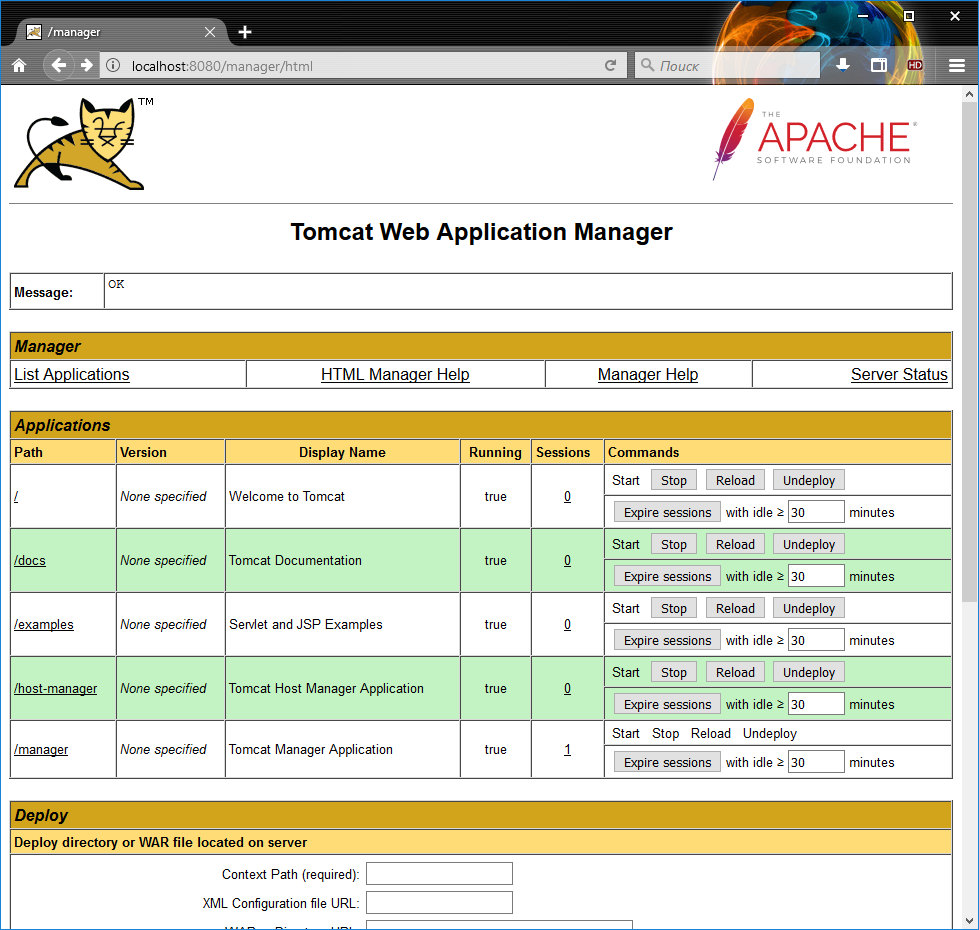 /manager
localhost:8080/manager/html
Поиск
HD
TM
THE
APACHE®
SOFTWARE FOUNDATION
Tomcat Web Application Manager
Message: OK
Manager
List Applications HTML Manager Help Manager Help Server Status
Applications
Path Version Display Name Running Sessions Commands
/ None specified Welcome to Tomcat true 0 Start Stop Reload Undeploy
Expire sessions with idle ≥ 30 minutes
/docs None specified Tomcat Documentation true 0 Start Stop Reload Undeploy
Expire sessions with idle ≥ 30 minutes
/examples None specified Servlet and JSP Examples true 0 Start Stop Reload Undeploy
Expire sessions with idle ≥ 30 minutes
/host-manager None specified Tomcat Host Manager Application true 0 Start Stop Reload Undeploy
Expire sessions with idle ≥ 30 minutes
/manager None specified Tomcat Manager Application true 1 Start Stop Reload Undeploy
Expire sessions with idle ≥ 30 minutes
Deploy
Deploy directory or WAR file located on server
Context Path (required):
XML Configuration file URL: